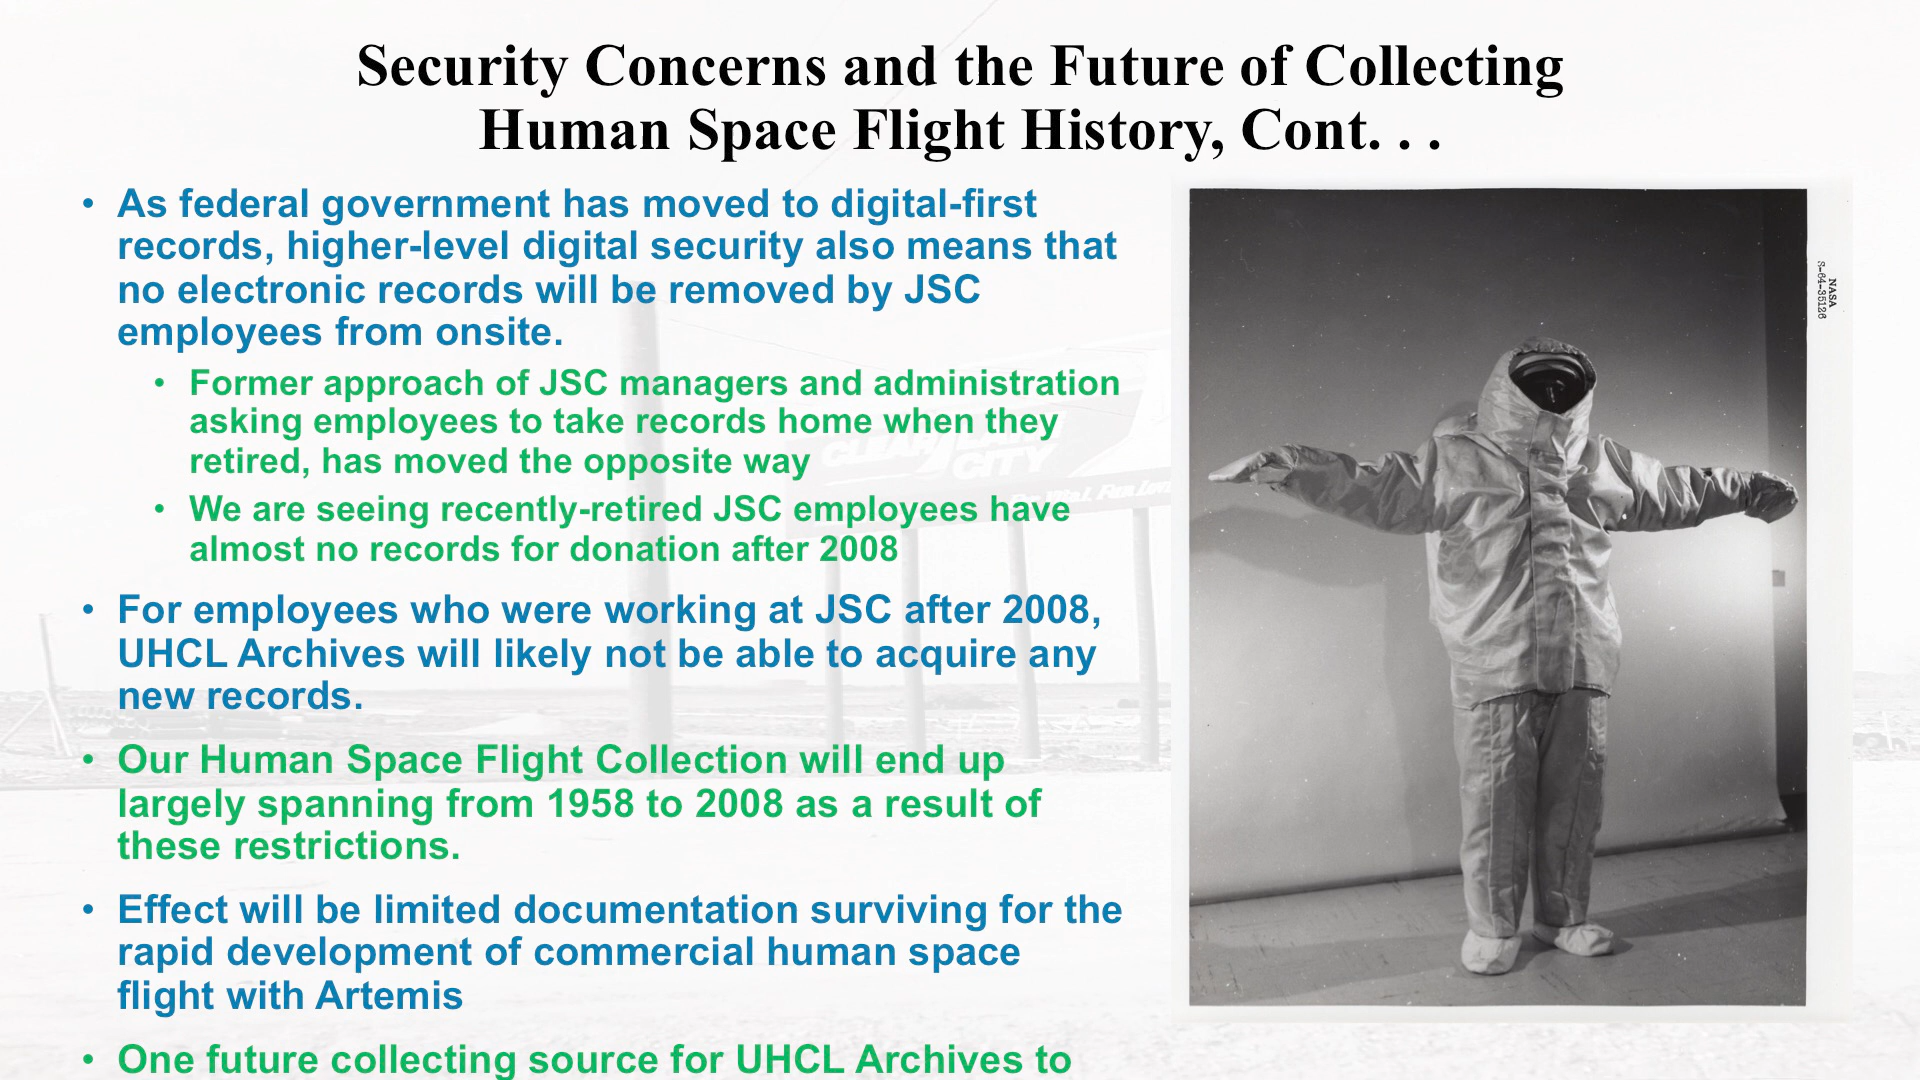 Security Concerns and the Future of Collecting
Human Space Flight History, Cont. . .
• As federal government has moved to digital-first
records, higher-level digital security also means that
no electronic records will be removed by JSC
employees from onsite.
• Former approach of JSC managers and administration
asking employees to take records home when they
retired, has moved the opposite way
• We are seeing recently-retired JSC employees have
almost no records for donation after 2008
• For employees who were working at JSC after 2008,
UHCL Archives will likely not be able to acquire any
new records.
• Our Human Space Flight Collection will end up
largely spanning from 1958 to 2008 as a result of
these restrictions.
• Effect will be limited documentation surviving for the
rapid development of commercial human space
flight with Artemis
• One future collecting source for UHCL Archives to
NASA
S-64-35126
CLEAR LAKE
CITY